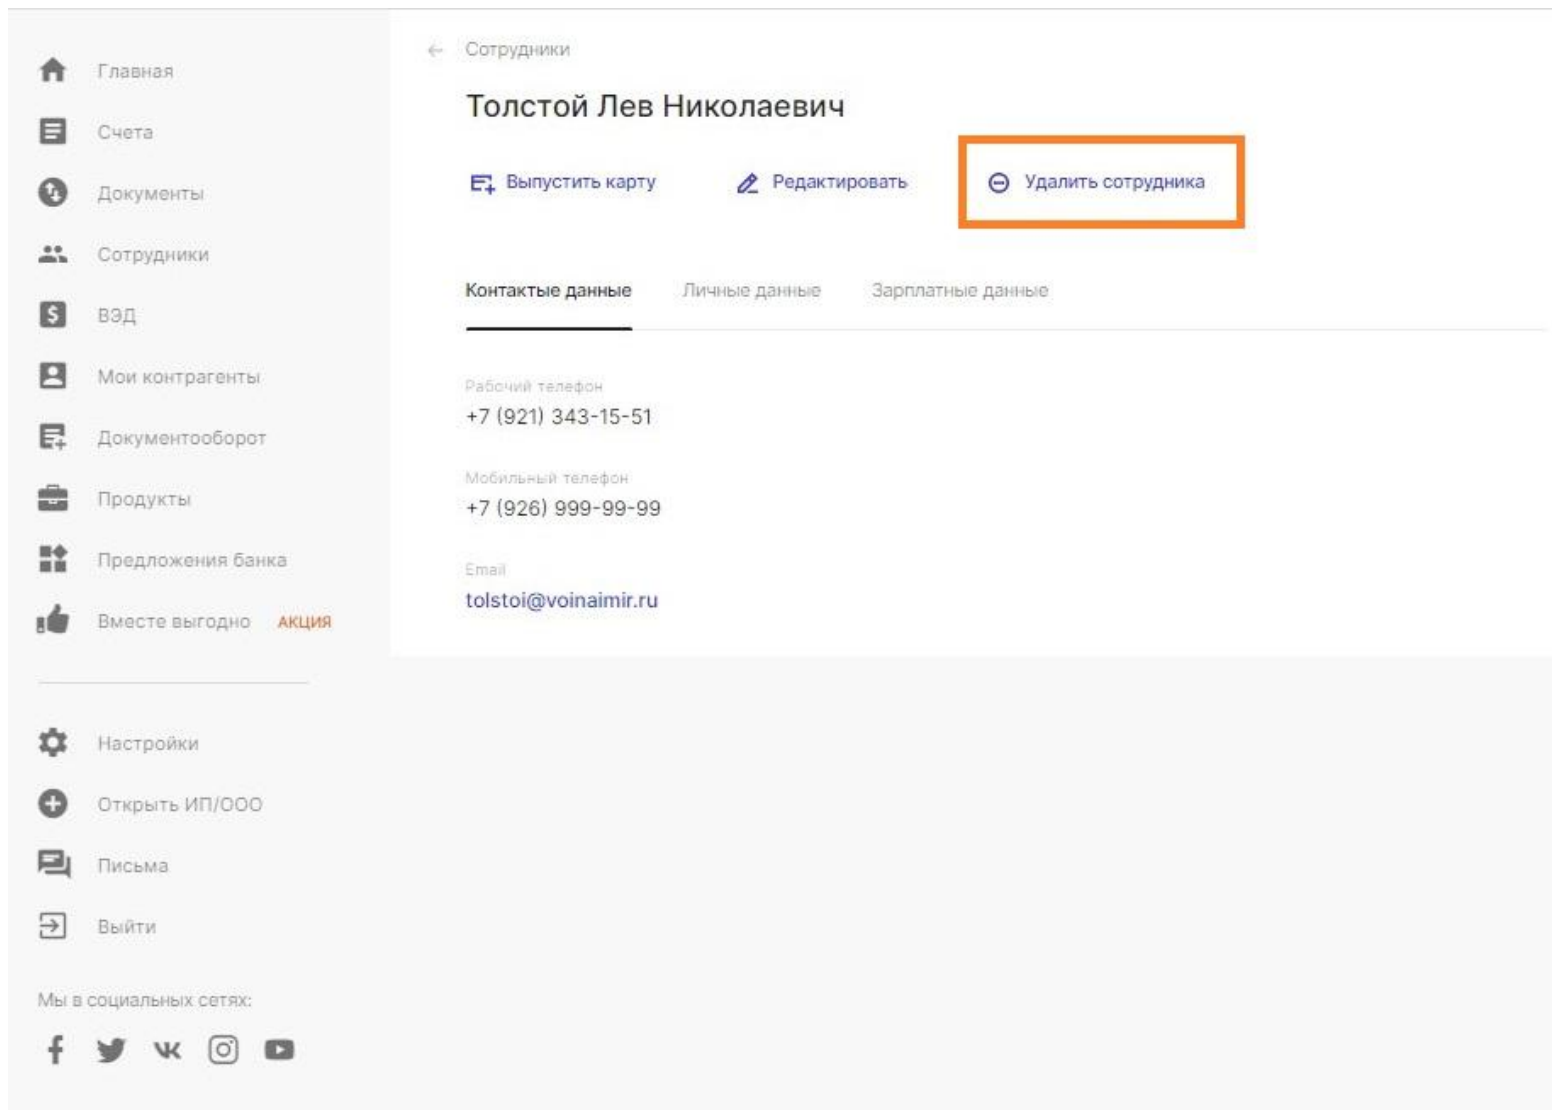 Главная
Счета
Документы
Сотрудники
ВЭД
Мои контрагенты
Документооборот
Продукты
Предложения банка
Вместе выгодно АКЦИЯ
Настройки
Открыть ИП/ООО
Письма
Выйти
Мы в социальных сетях:
Сотрудники
Толстой Лев Николаевич
Выпустить карту Редактировать Удалить сотрудника
Контактые данные Личные данные Зарплатные данные
Рабочий телефон
+7 (921) 343-15-51
Мобильный телефон
+7 (926) 999-99-99
Email
tolstoi@voinaimir.ru